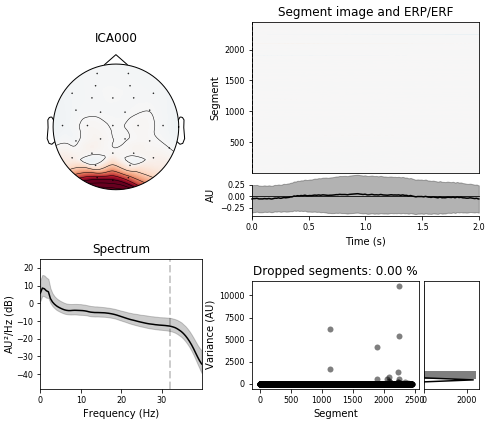 ICA000
Segment image and ERP/ERF
Segment
2000
1500
1000
500
AU
0.25
0.00
−0.25
0.0 0.5 1.0 1.5 2.0
Time (s)
Spectrum
AU²/Hz (dB)
20
10
0
−10
−20
−30
−40
0 10 20 30
Frequency (Hz)
Dropped segments: 0.00 %
Variance (AU)
10000
7500
5000
2500
0
0 500 1000 1500 2000 2500
Segment
0 2000